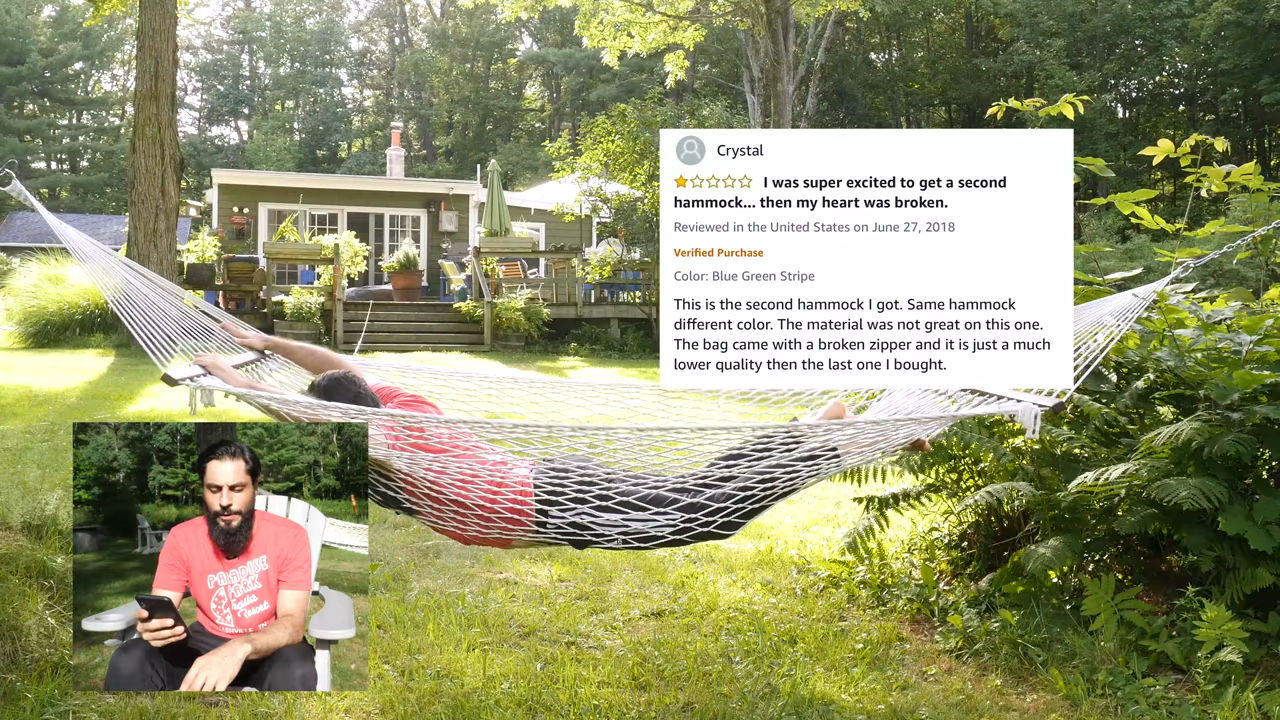 Crystal
I was super excited to get a second
hammock... then my heart was broken.
Reviewed in the United States on June 27, 2018
Verified Purchase
Color: Blue Green Stripe
This is the second hammock I got. Same hammock
different color. The material was not great on this one.
The bag came with a broken zipper and it is just a much
lower quality then the last one I bought.
PARADISE
PARK
Resort